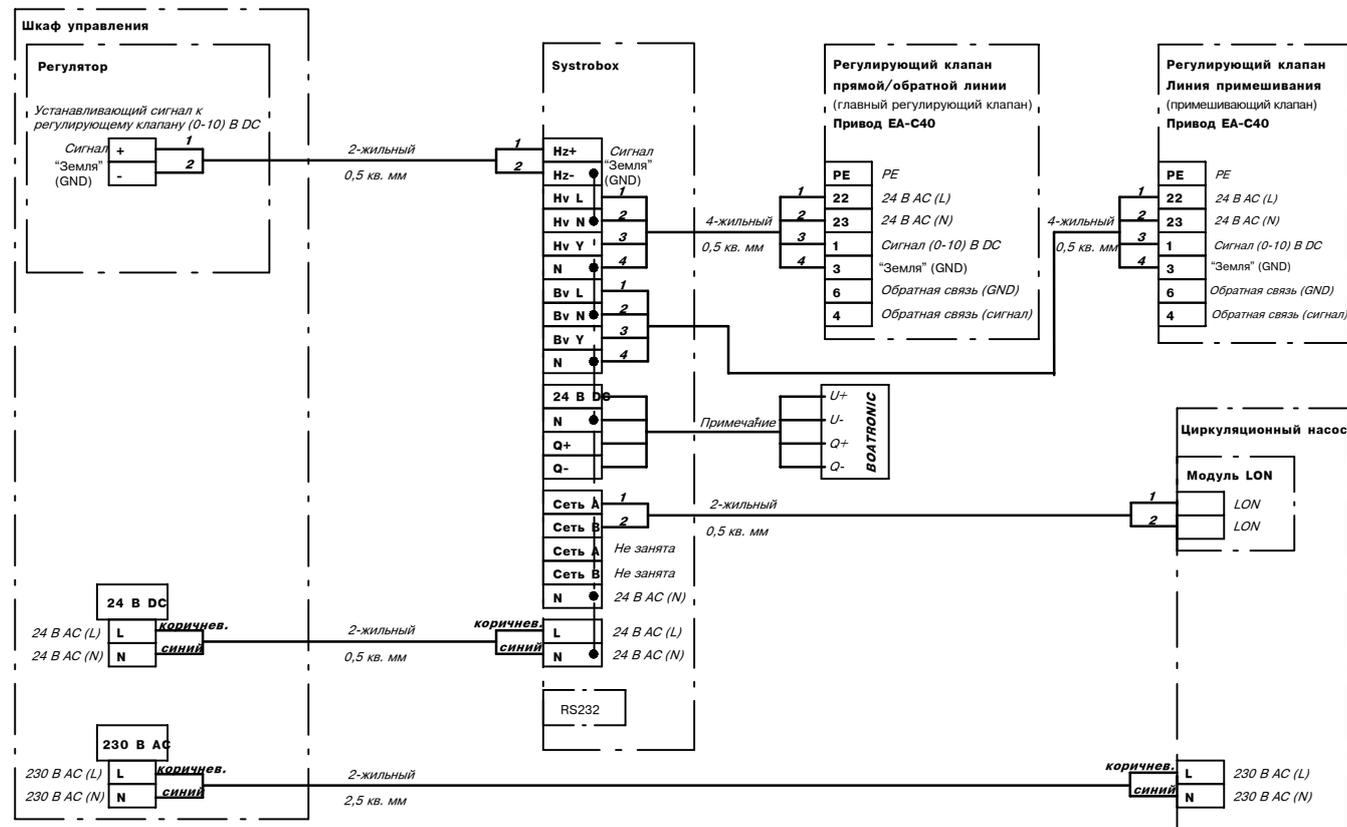 Шкаф управления
Регулятор
Устанавливающий сигнал к
регулирующему клапану (0-10) В DC
Сигнал
+
1
"Земля"
(GND)
-
2
2-жильный
0,5 кв. мм
Systrobox
1
Hz+
Сигнал
2
Hz-
"Земля"
(GND)
Hv L
1
Hv N
2
Hv Y
3
N
4
Bv L
1
Bv N
2
Bv Y
3
N
4
24 В DC
N
Q+
Q-
Сеть A
1
Сеть B
2
Сеть A
Не занята
Сеть B
Не занята
N
24 В AC (N)
L
24 В AC (L)
N
24 В AC (N)
RS232
4-жильный
0,5 кв. мм
Регулирующий клапан
прямой/обратной линии
(главный регулирующий клапан)
Привод EA-C40
PE
PE
1
22
24 В AC (L)
2
23
24 В AC (N)
3
1
Сигнал (0-10) В DC
4
3
"Земля" (GND)
6
Обратная связь (GND)
4
Обратная связь (сигнал)
4-жильный
0,5 кв. мм
Регулирующий клапан
Линия примешивания
(примешивающий клапан)
Привод EA-C40
PE
PE
1
22
24 В AC (L)
2
23
24 В AC (N)
3
1
Сигнал (0-10) В DC
4
3
"Земля" (GND)
6
Обратная связь (GND)
4
Обратная связь (сигнал)
Примечание
U+
U-
Q+
Q-
BOATRONIC
2-жильный
0,5 кв. мм
Циркуляционный насос
Модуль LON
1
LON
2
LON
24 В DC
24 В AC (L)
L
коричнев.
24 В AC (N)
N
синий
2-жильный
0,5 кв. мм
коричнев.
синий
230 В AC
230 В AC (L)
L
коричнев.
230 В AC (N)
N
синий
2-жильный
2,5 кв. мм
коричнев.
L
230 В AC (L)
синий
N
230 В AC (N)